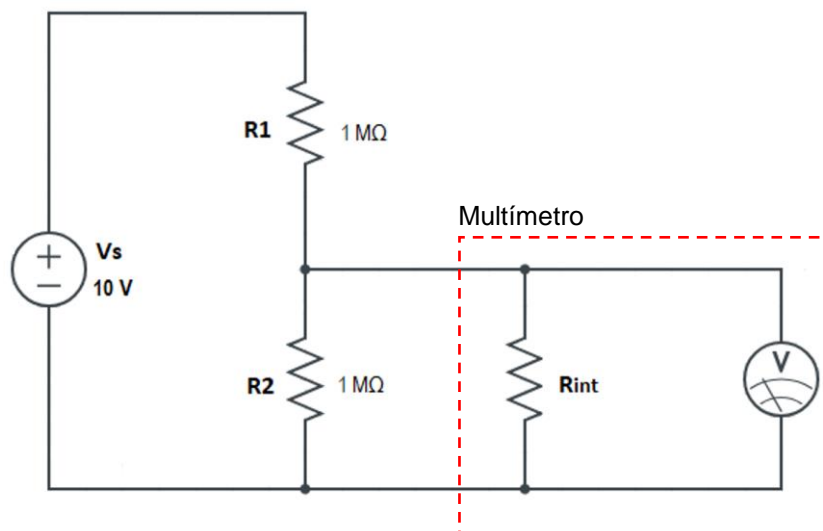 R1 1 MΩ
Multímetro
Vs
10 V
R2 1 MΩ
Rint
V